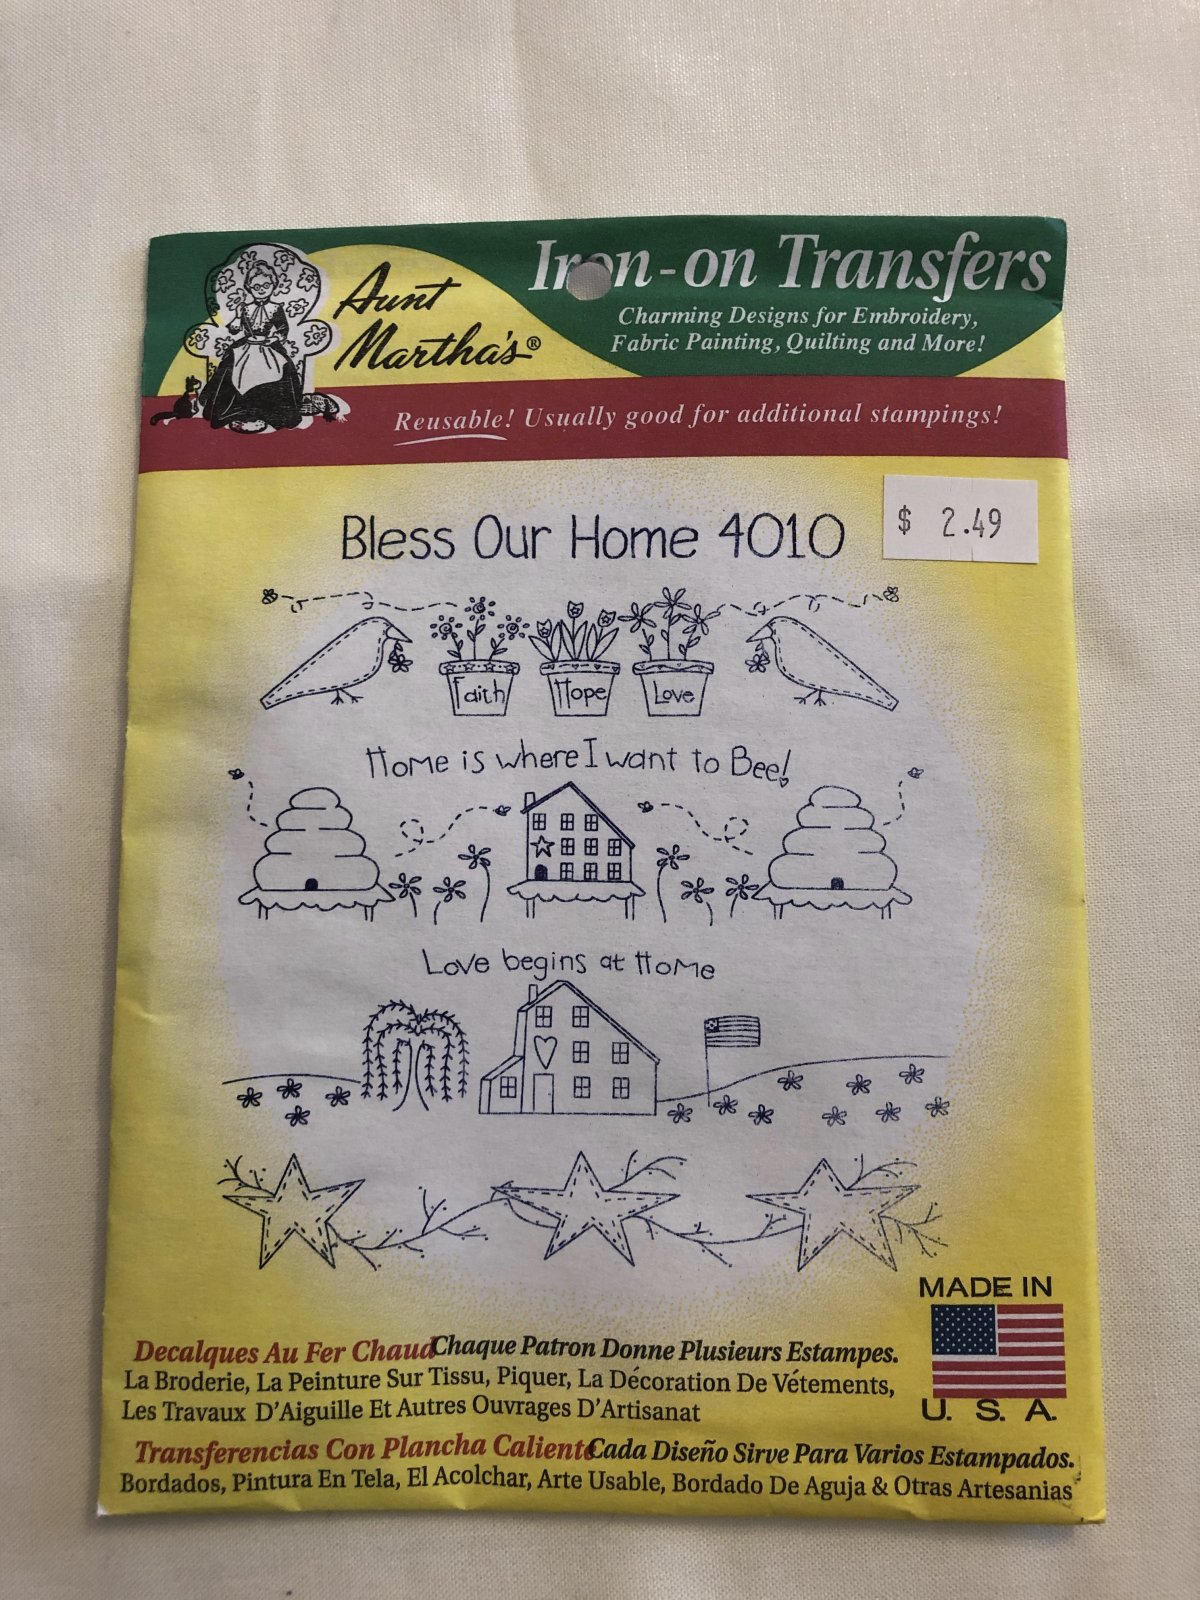 Aunt
Martha's®
Iron-on Transfers
Charming Designs for Embroidery,
Fabric Painting, Quilting and More!
Reusable! Usually good for additional stampings!
Bless Our Home 4010
$ 2.49
Faith Hope Love
Home is where I want to Bee!
Love begins at Home
MADE IN
U. S. A.
Decalques Au Fer Chaud Chaque Patron Donne Plusieurs Estampes.
La Broderie, La Peinture Sur Tissu, Piquer, La Décoration De Vétements,
Les Travaux D'Aiguille Et Autres Ouvrages D'Artisanat
Transferencias Con Plancha Caliente Cada Diseño Sirve Para Varios Estampados.
Bordados, Pintura En Tela, El Acolchar, Arte Usable, Bordado De Aguja & Otras Artesanias